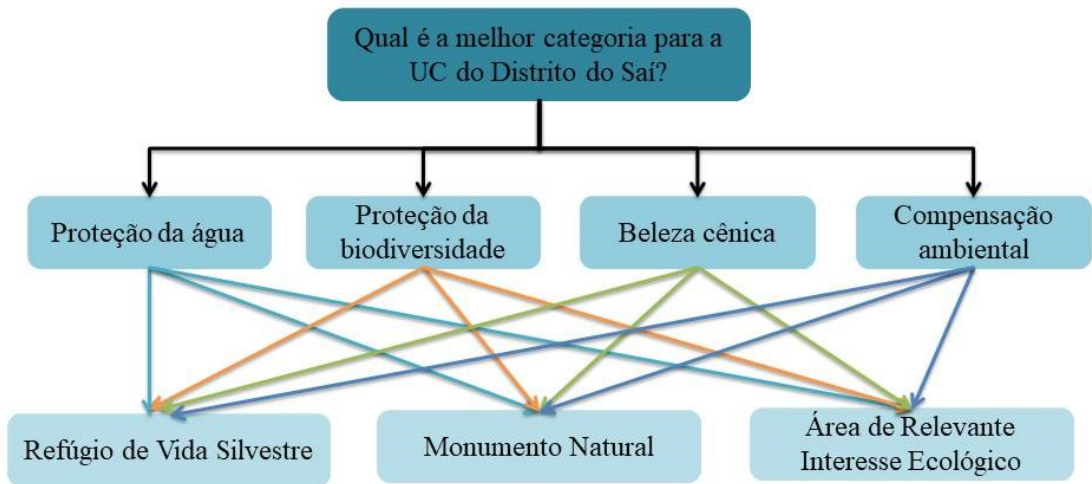 Qual é a melhor categoria para a
UC do Distrito do Saí?
Proteção da água
Proteção da
biodiversidade
Beleza cênica
Compensação
ambiental
Refúgio de Vida Silvestre
Monumento Natural
Área de Relevante
Interesse Ecológico